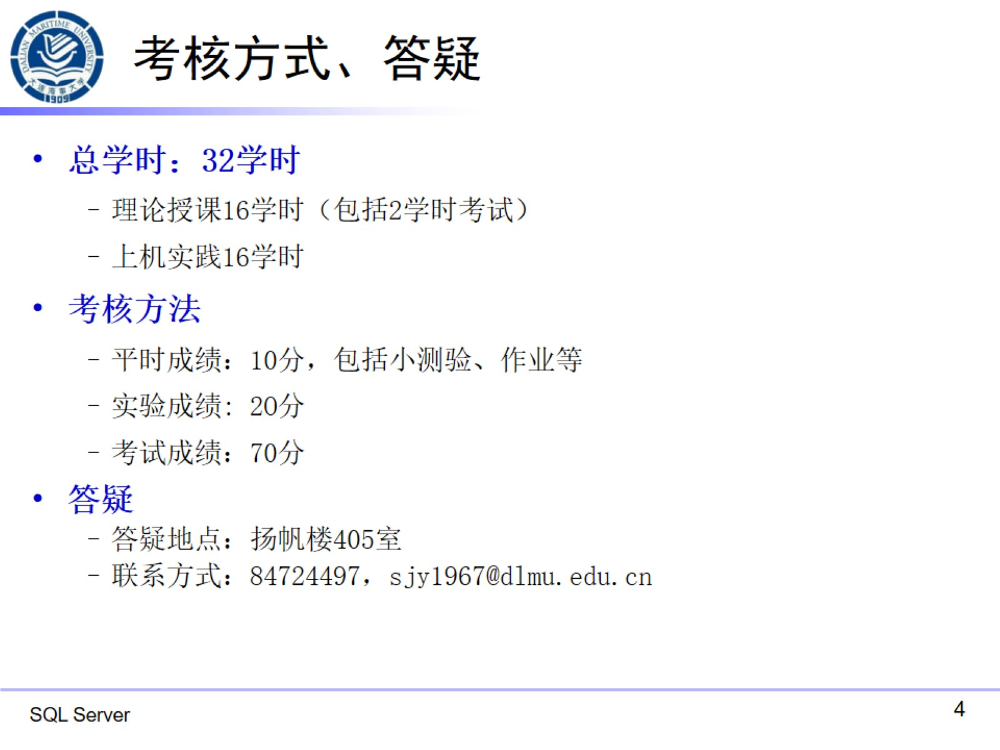 DALIAN MARITIME UNIVERSITY
大连海事大学
1909
考核方式、答疑
• 总学时：32学时
– 理论授课16学时（包括2学时考试）
– 上机实践16学时
• 考核方法
– 平时成绩：10分，包括小测验、作业等
– 实验成绩: 20分
– 考试成绩：70分
• 答疑
– 答疑地点：扬帆楼405室
– 联系方式：84724497，sjy1967@dlmu.edu.cn
SQL Server
4